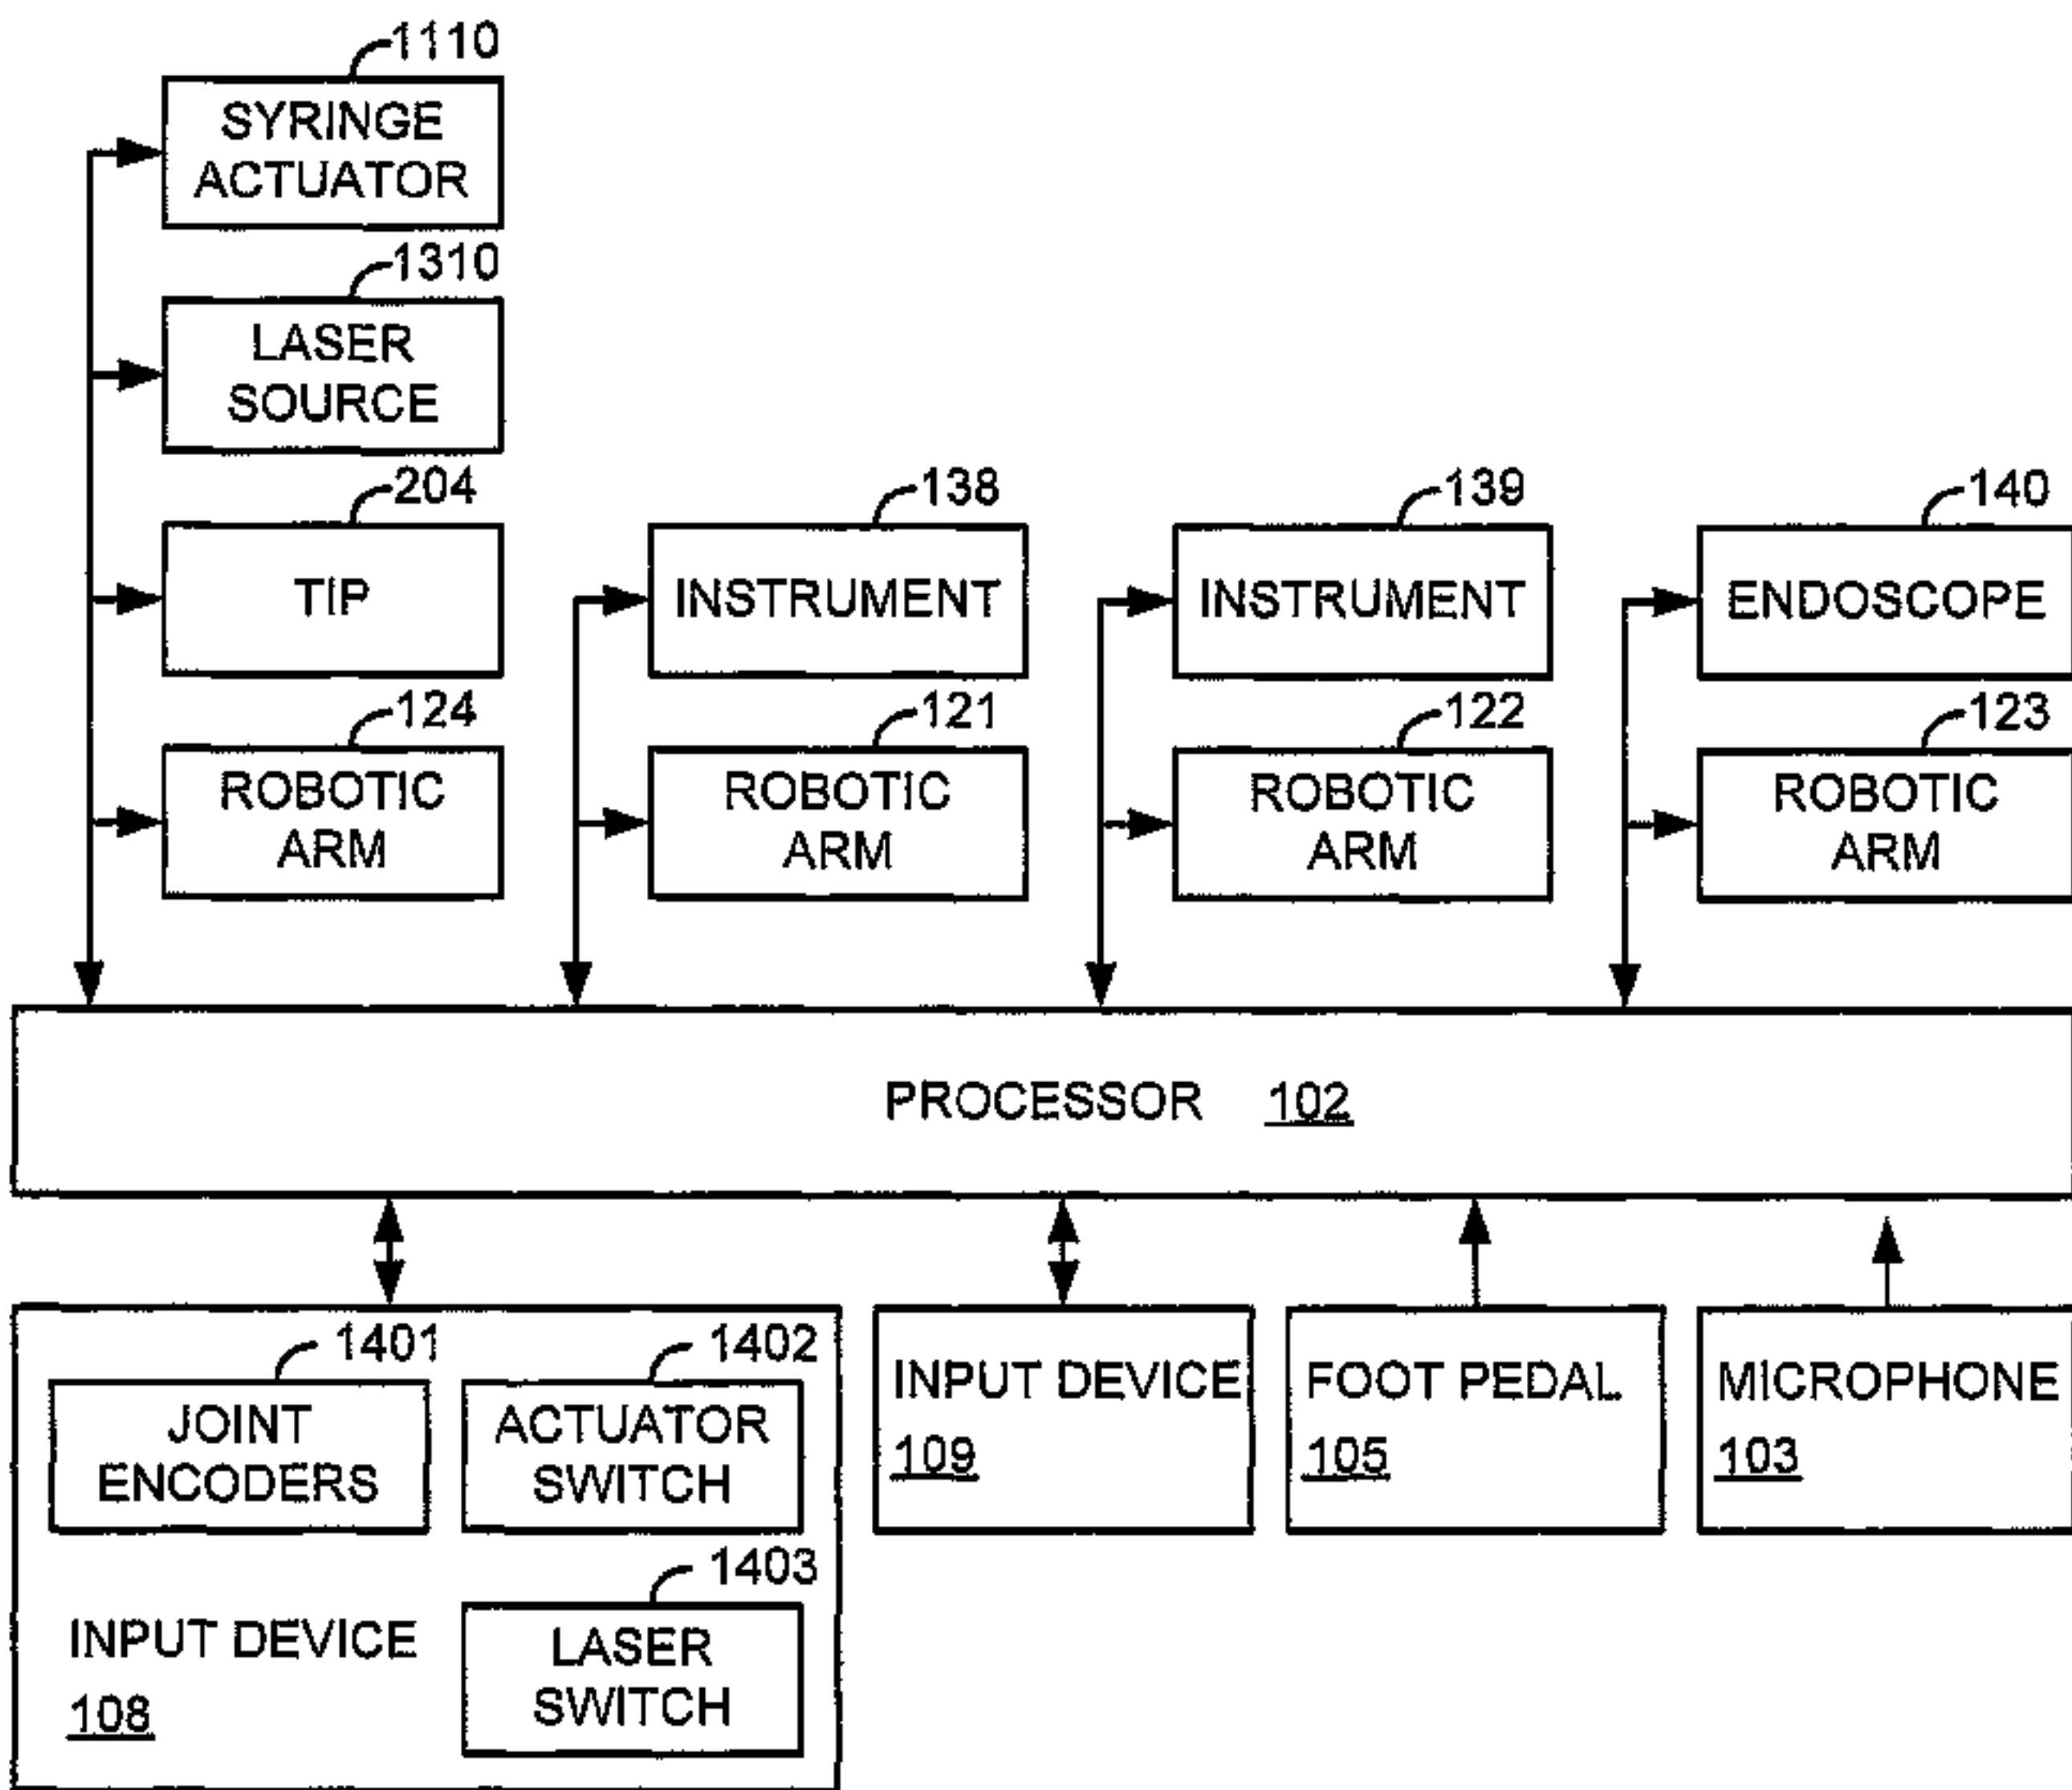 1110
SYRINGE
ACTUATOR
1310
LASER
SOURCE
204
TIP
138
INSTRUMENT
139
INSTRUMENT
140
ENDOSCOPE
124
ROBOTIC
ARM
121
ROBOTIC
ARM
122
ROBOTIC
ARM
123
ROBOTIC
ARM
PROCESSOR 102
1401
JOINT
ENCODERS
1402
ACTUATOR
SWITCH
1403
LASER
SWITCH
INPUT DEVICE
108
INPUT DEVICE
109
FOOT PEDAL
105
MICROPHONE
103